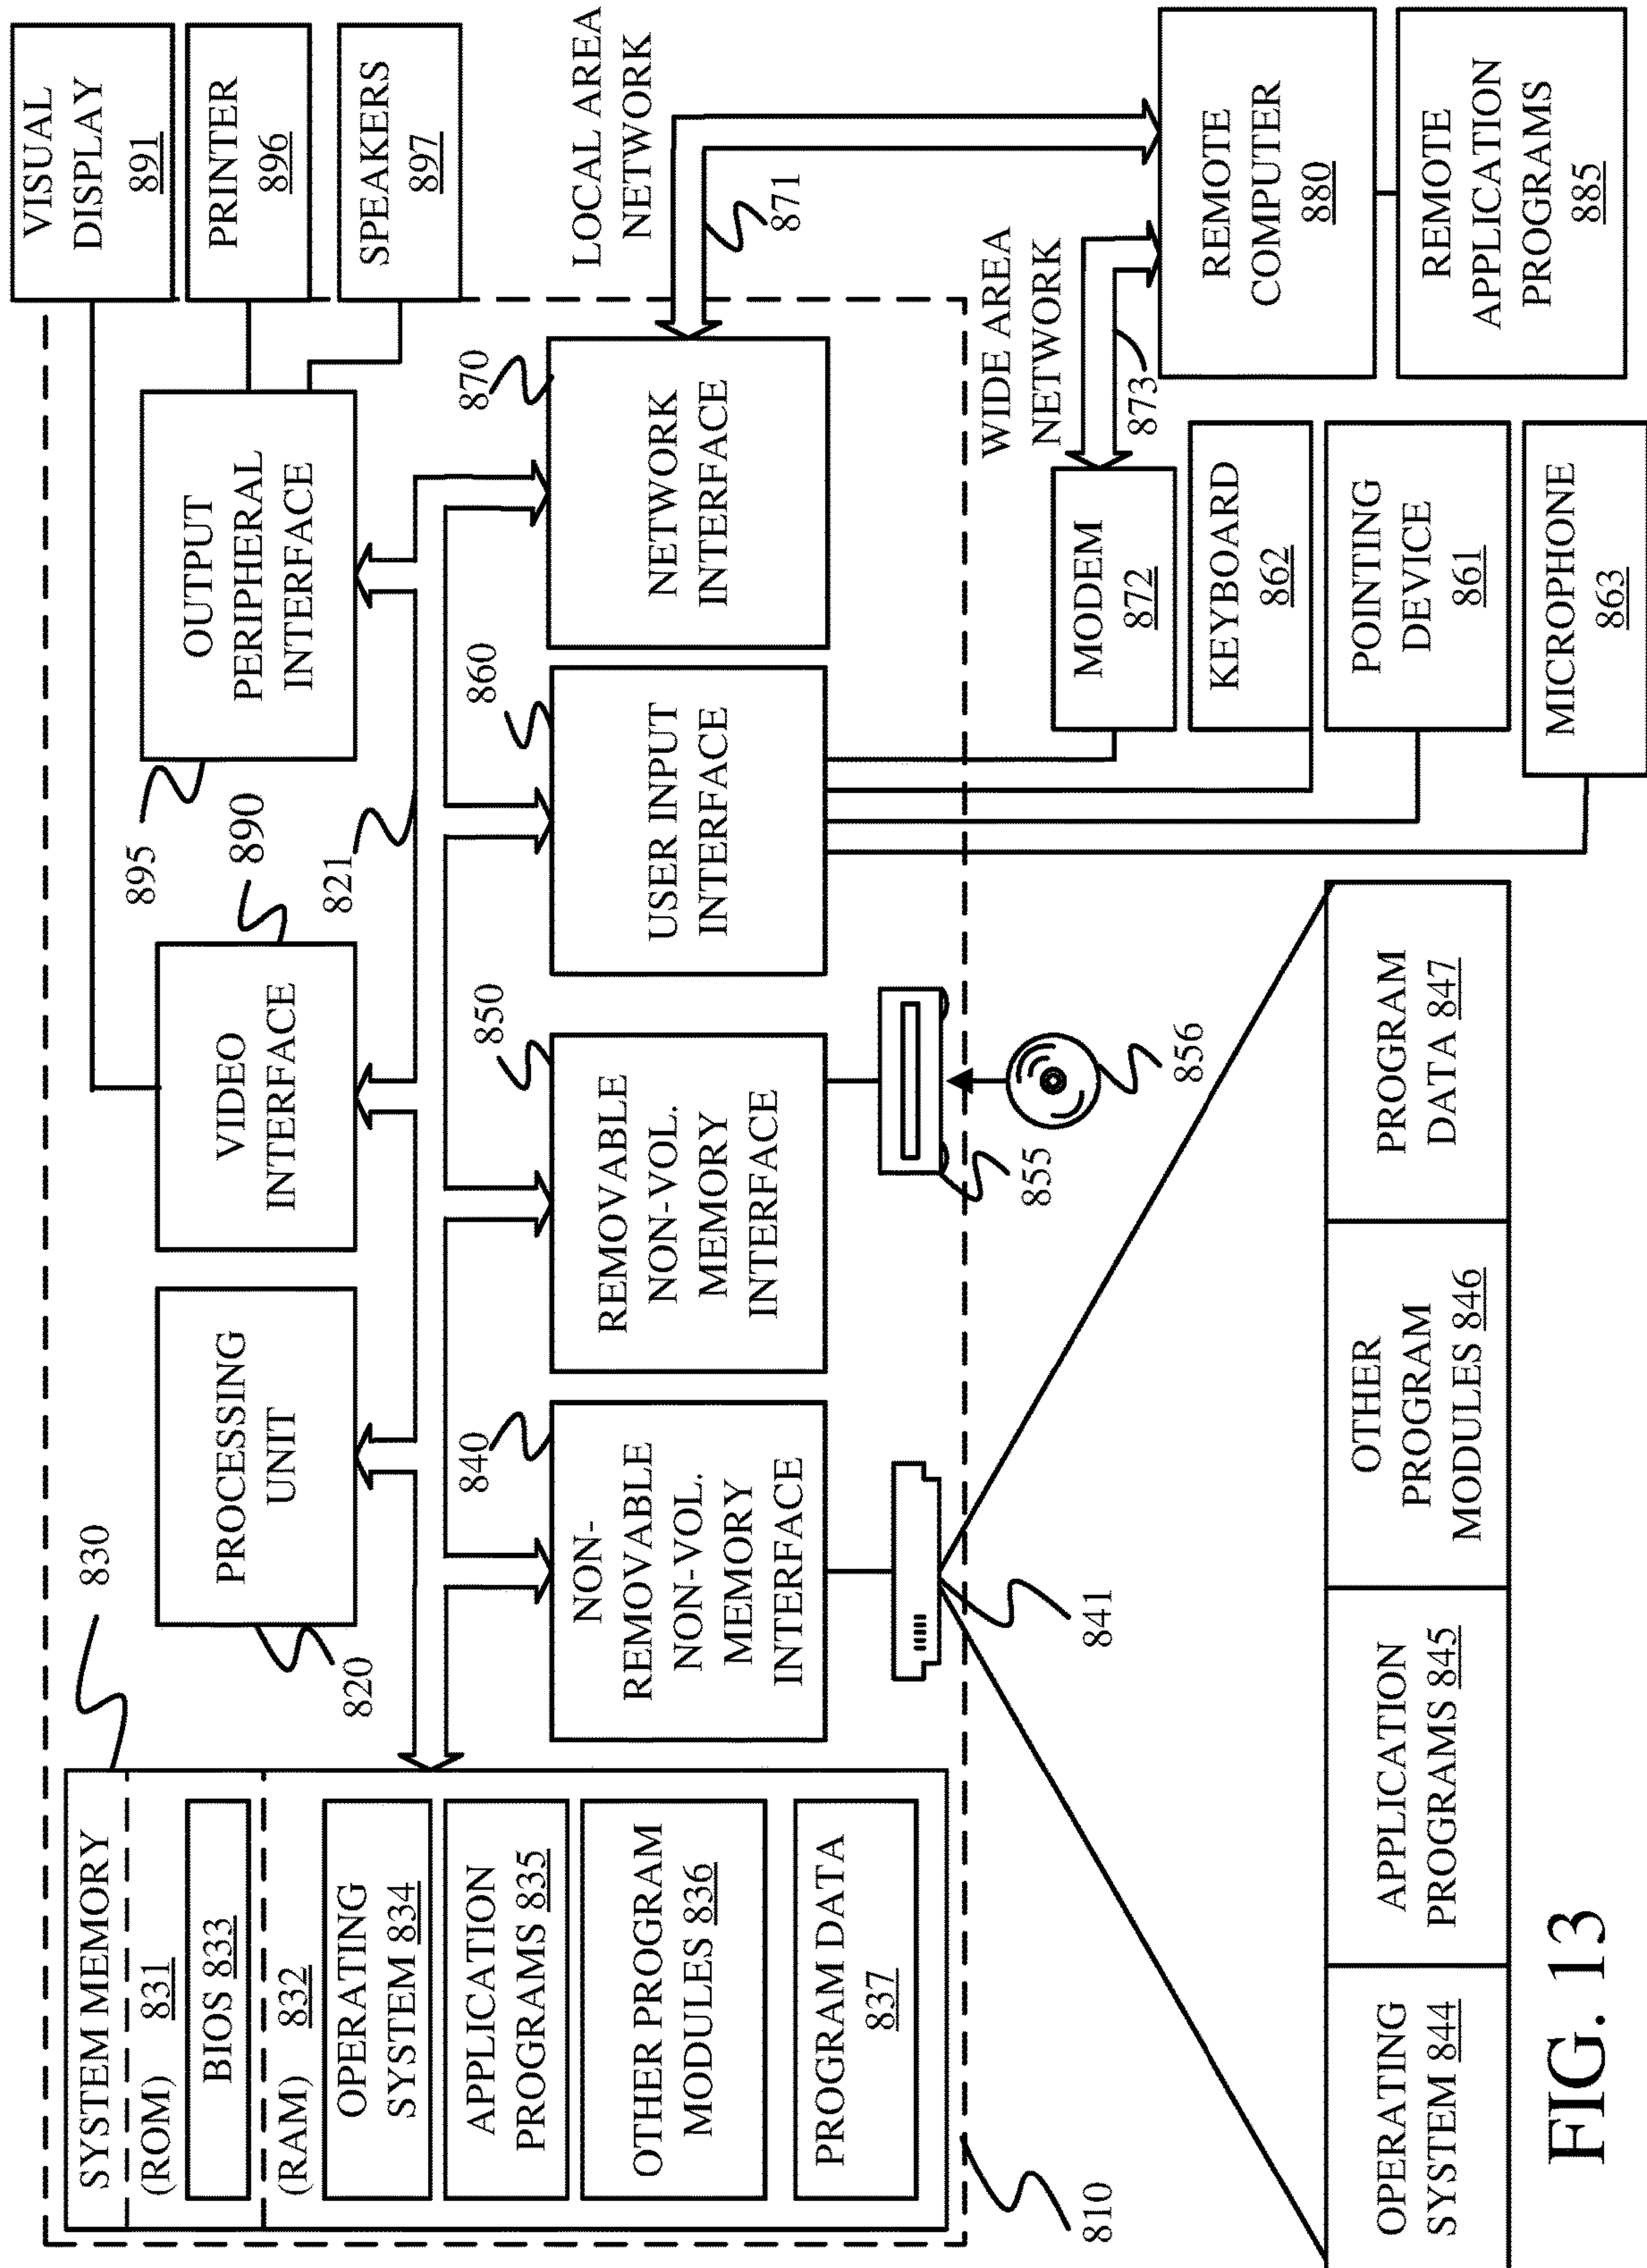 SYSTEM MEMORY
(ROM) 831
BIOS 833
(RAM) 832
OPERATING
SYSTEM 834
APPLICATION
PROGRAMS 835
OTHER PROGRAM
MODULES 836
PROGRAM DATA
837
810
830
PROCESSING
UNIT
820
VIDEO
INTERFACE
890
OUTPUT
PERIPHERAL
INTERFACE
895
821
VISUAL
DISPLAY
891
PRINTER
896
SPEAKERS
897
NON-
REMOVABLE
NON-VOL.
MEMORY
INTERFACE
840
REMOVABLE
NON-VOL.
MEMORY
INTERFACE
850
USER INPUT
INTERFACE
860
NETWORK
INTERFACE
870
LOCAL AREA
NETWORK
871
841
855
856
WIDE AREA
NETWORK
873
MODEM
872
KEYBOARD
862
POINTING
DEVICE
861
MICROPHONE
863
REMOTE
COMPUTER
880
REMOTE
APPLICATION
PROGRAMS
885
OPERATING
SYSTEM 844
APPLICATION
PROGRAMS 845
OTHER
PROGRAM
MODULES 846
PROGRAM
DATA 847
FIG. 13